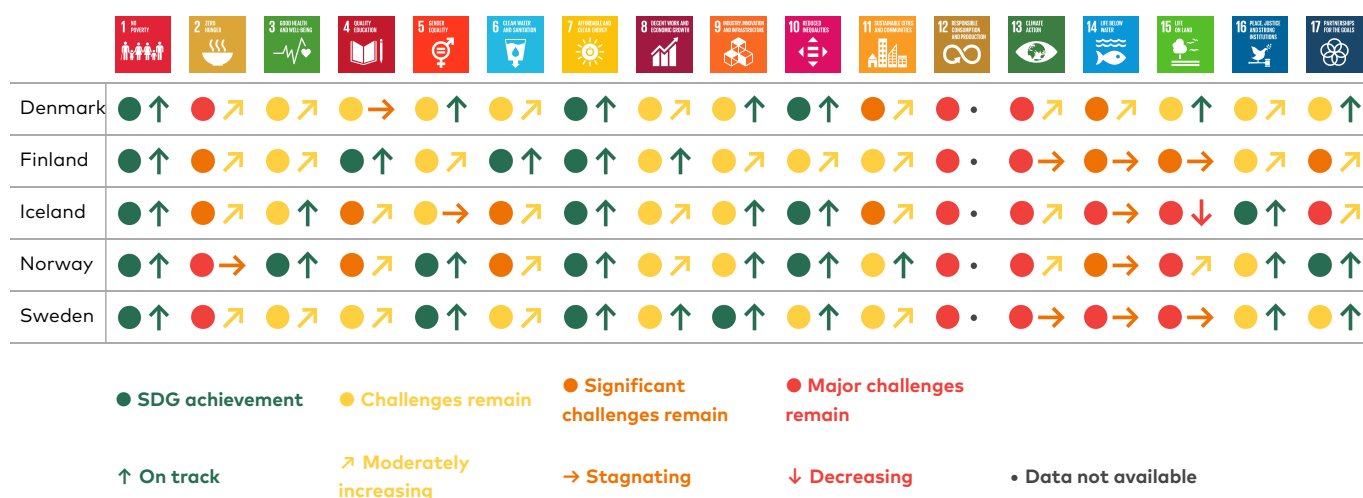 1 NO POVERTY
2 ZERO HUNGER
3 GOOD HEALTH AND WELL-BEING
4 QUALITY EDUCATION
5 GENDER EQUALITY
6 CLEAN WATER AND SANITATION
7 AFFORDABLE AND CLEAN ENERGY
8 DECENT WORK AND ECONOMIC GROWTH
9 INDUSTRY, INNOVATION AND INFRASTRUCTURE
10 REDUCED INEQUALITIES
11 SUSTAINABLE CITIES AND COMMUNITIES
12 RESPONSIBLE CONSUMPTION AND PRODUCTION
13 CLIMATE ACTION
14 LIFE BELOW WATER
15 LIFE ON LAND
16 PEACE, JUSTICE AND STRONG INSTITUTIONS
17 PARTNERSHIPS FOR THE GOALS
Denmark
Finland
Iceland
Norway
Sweden
SDG achievement
Challenges remain
Significant
challenges remain
Major challenges
remain
On track
Moderately
increasing
Stagnating
Decreasing
Data not available